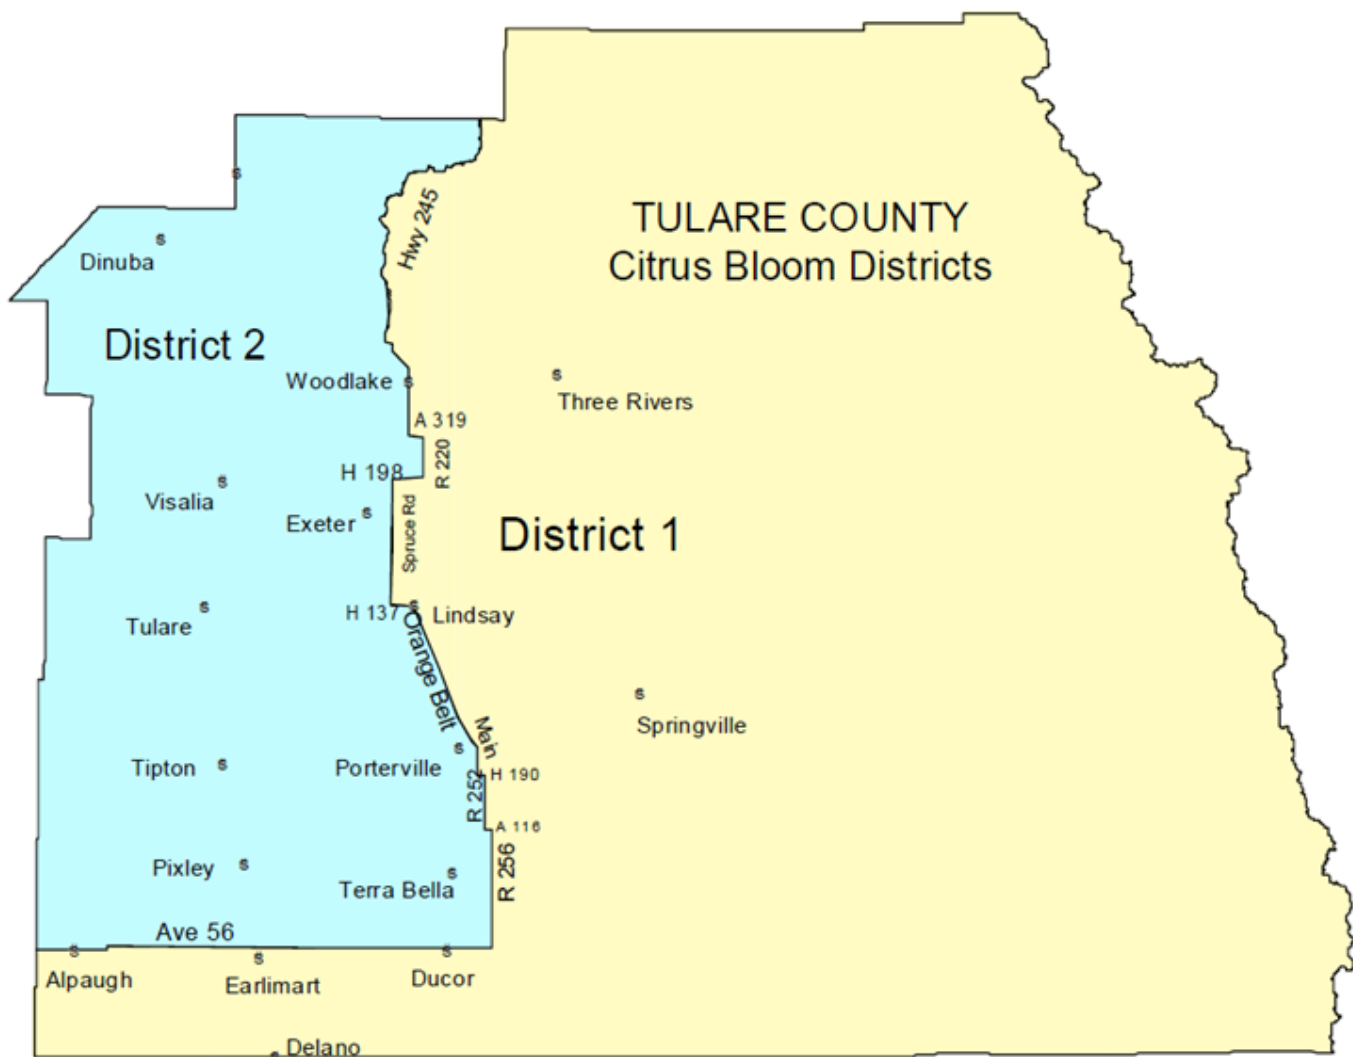 TULARE COUNTY
Citrus Bloom Districts
Hwy 245
s
s
Dinuba
District 2
Woodlake s
s
Three Rivers
A 319
R 220
H 198
s
Visalia
s
Exeter
Spruce Rd
District 1
s
Tulare
H 137
s
Lindsay
Orange Belt
s
Springville
Main
s
Tipton
s
Porterville
H 190
R 252
A 116
s
Pixley
s
Terra Bella
R 256
Ave 56
s
Alpaugh
s
Earlimart
s
Ducor
Delano